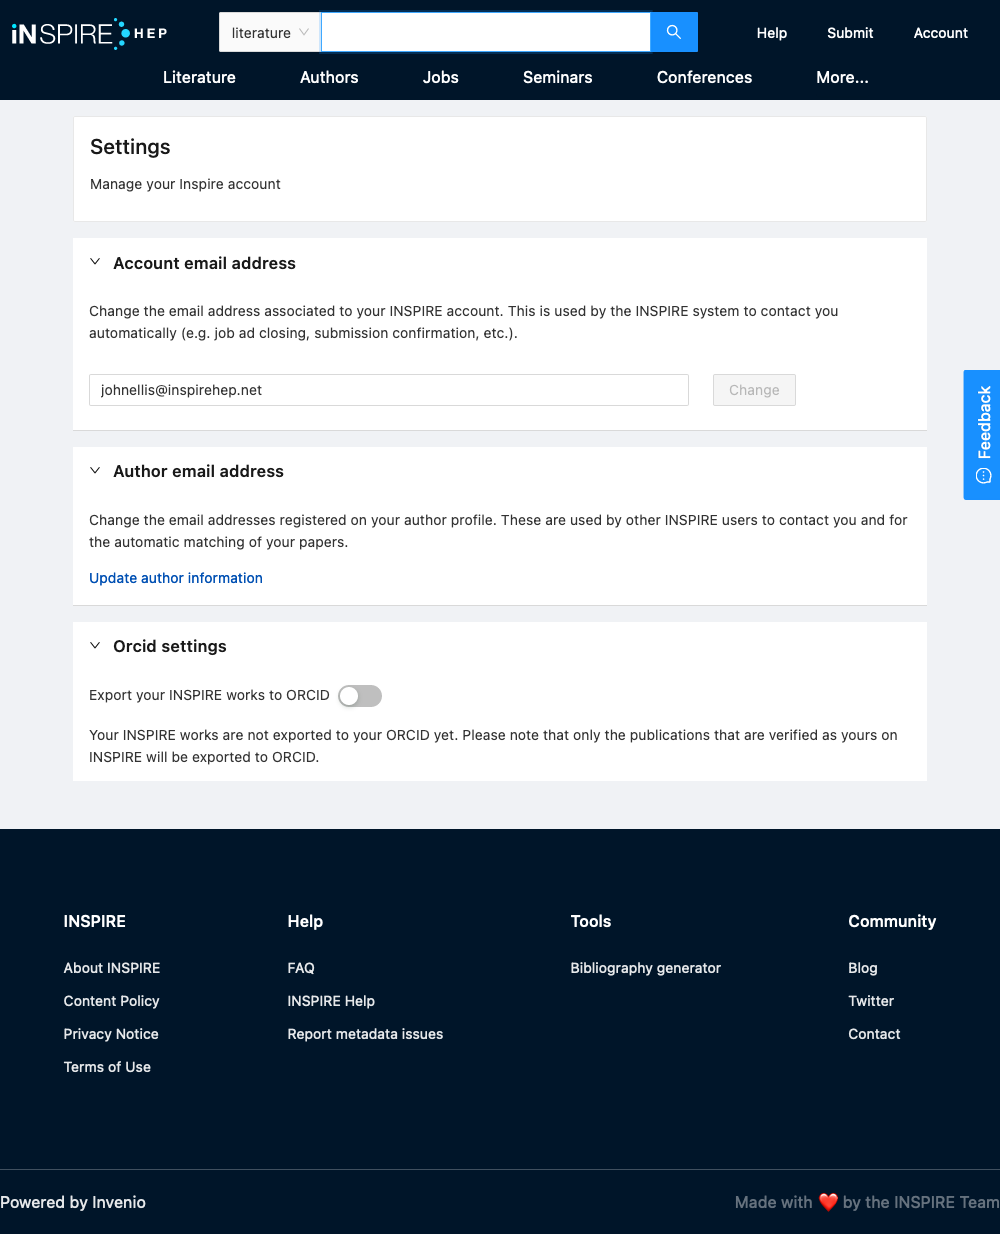 iNSPIRE HEP
literature
Help
Submit
Account
Literature
Authors
Jobs
Seminars
Conferences
More...
Settings
Manage your Inspire account
Account email address
Change the email address associated to your INSPIRE account. This is used by the INSPIRE system to contact you
automatically (e.g. job ad closing, submission confirmation, etc.).
johnellis@inspirehep.net
Change
Feedback
Author email address
Change the email addresses registered on your author profile. These are used by other INSPIRE users to contact you and for
the automatic matching of your papers.
Update author information
Orcid settings
Export your INSPIRE works to ORCID
Your INSPIRE works are not exported to your ORCID yet. Please note that only the publications that are verified as yours on
INSPIRE will be exported to ORCID.
INSPIRE
About INSPIRE
Content Policy
Privacy Notice
Terms of Use
Help
FAQ
INSPIRE Help
Report metadata issues
Tools
Bibliography generator
Community
Blog
Twitter
Contact
Powered by Invenio
Made with ❤️ by the INSPIRE Team